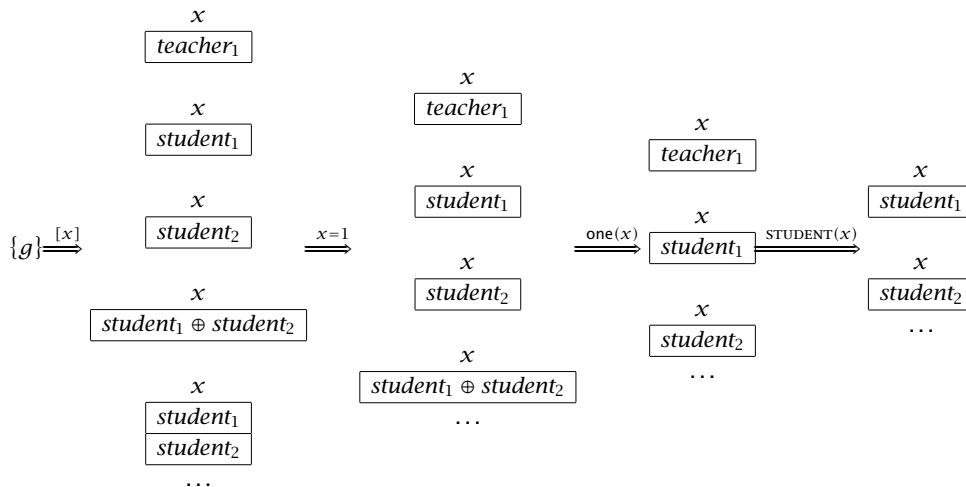 {g}
[x]
x
teacher₁
x
student₁
x
student₂
x
student₁ ⊕ student₂
x
student₁
student₂
...
x=1
x
teacher₁
x
student₁
x
student₂
x
student₁ ⊕ student₂
...
one(x)
x
teacher₁
x
student₁
x
student₂
...
STUDENT(x)
x
student₁
x
student₂
...